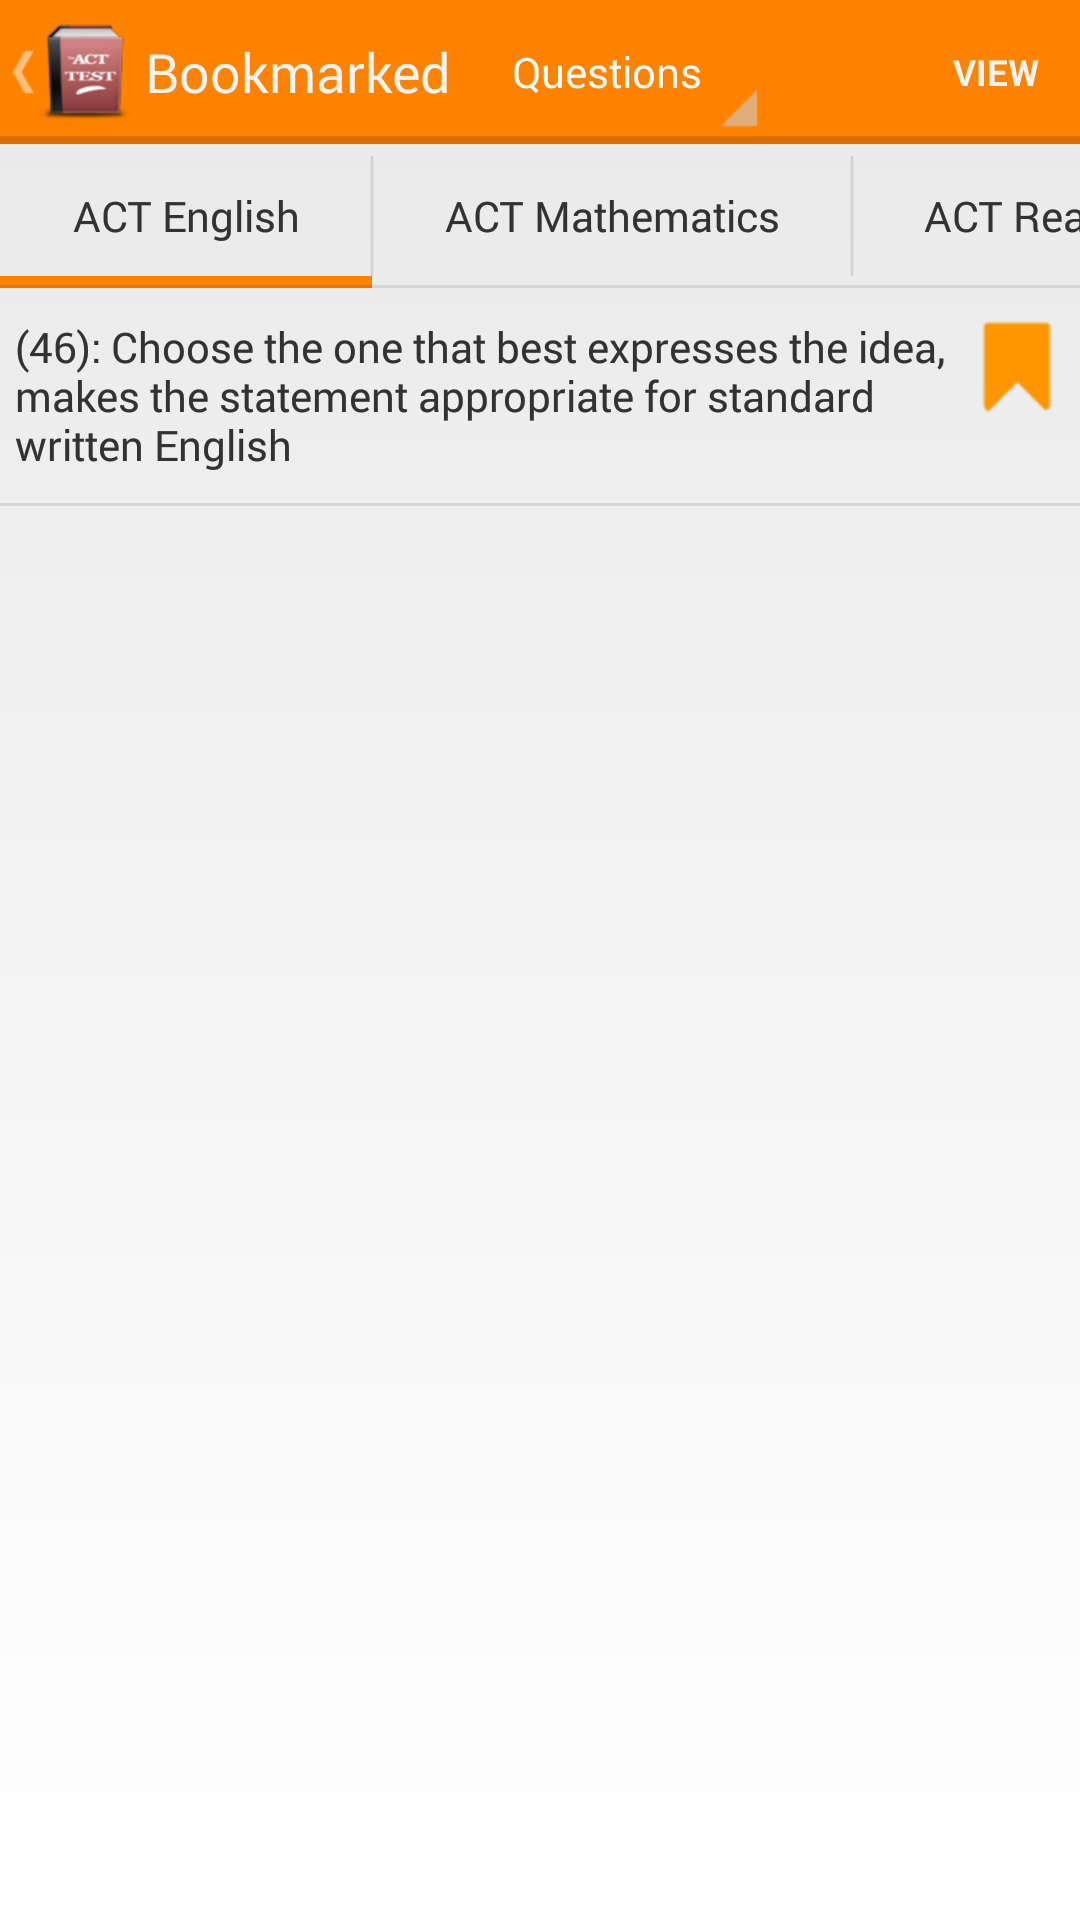 ACT
TEST
Bookmarked
Questions
VIEW
ACT English
ACT Mathematics
ACT Rea
(46): Choose the one that best expresses the idea,
makes the statement appropriate for standard
written English